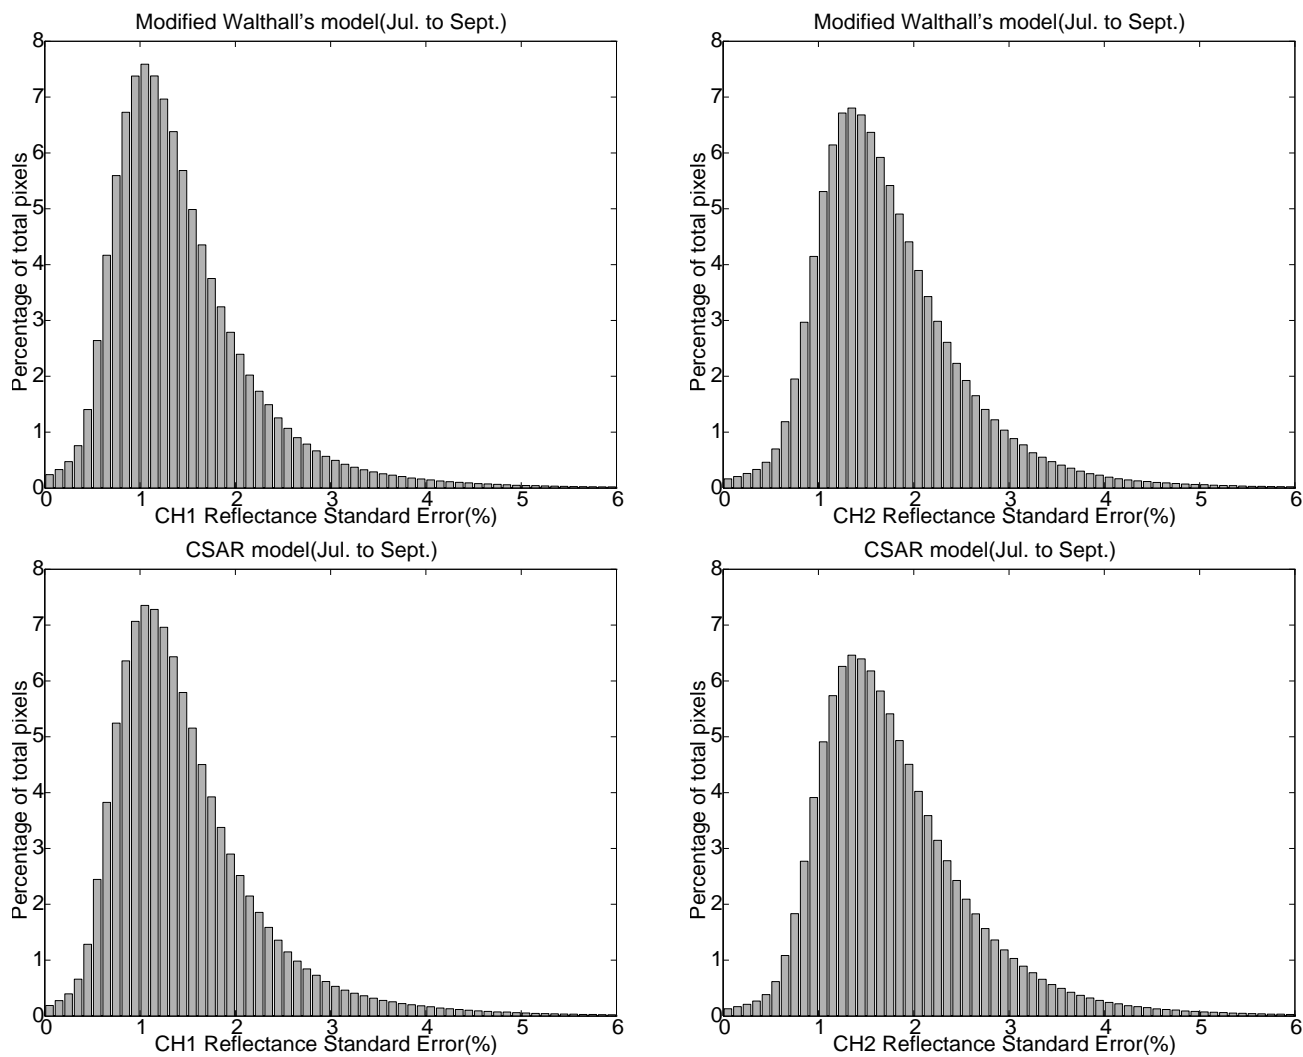 Modified Walthall's model(Jul. to Sept.)
8
7
6
5
4
3
2
1
0
Percentage of total pixels
0 1 2 3 4 5 6
CH1 Reflectance Standard Error(%)
Modified Walthall's model(Jul. to Sept.)
8
7
6
5
4
3
2
1
0
Percentage of total pixels
0 1 2 3 4 5 6
CH2 Reflectance Standard Error(%)
CSAR model(Jul. to Sept.)
8
7
6
5
4
3
2
1
0
Percentage of total pixels
0 1 2 3 4 5 6
CH1 Reflectance Standard Error(%)
CSAR model(Jul. to Sept.)
8
7
6
5
4
3
2
1
0
Percentage of total pixels
0 1 2 3 4 5 6
CH2 Reflectance Standard Error(%)